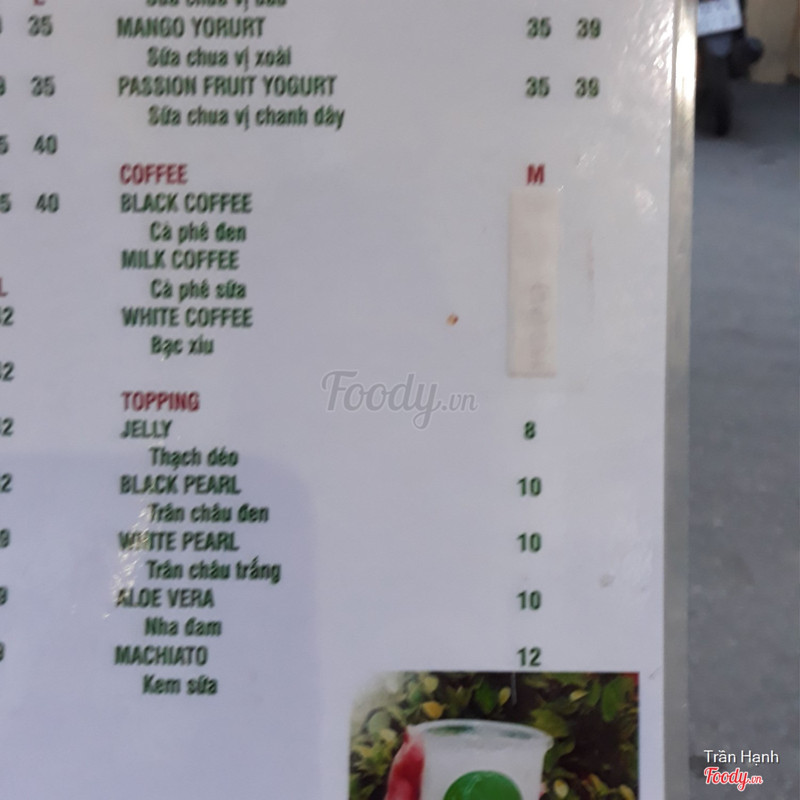 MANGO YORURT 35 39
Sữa chua vị xoài
PASSION FRUIT YOGURT 35 39
Sữa chua vị chanh dây
COFFEE M
BLACK COFFEE
Cà phê đen
MILK COFFEE
Cà phê sữa
WHITE COFFEE
Bạc xỉu
TOPPING
JELLY 8
Thạch dẻo
BLACK PEARL 10
Trân châu đen
WHITE PEARL 10
Trân châu trắng
ALOE VERA 10
Nha đam
MACHIATO 12
Kem sữa
35
35
40
40
Foody.vn
Trần Hạnh
Foody.vn